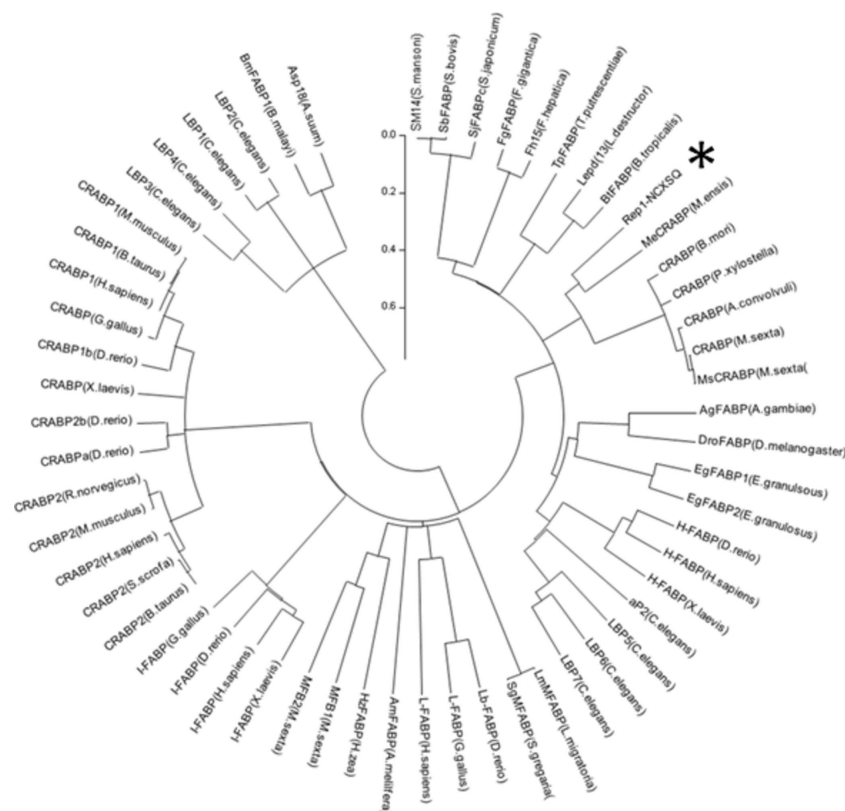 SM14(S.mansoni)
SbFABP(S.bovis)
SjFABPc(S.japonicum)
FgFABP(F.gigantica)
Fh15(F.hepatica)
TpFABP(T.putrescentiae)
Lepd(13(L.destructor)
BtFABP(B.tropicalis)
Rep1-NCXSQ
*
MeCRABP(M.ensis)
CRABP(B.mori)
CRABP(P.xylostella)
CRABP(A.convolvuli)
CRABP(M.sexta)
MsCRABP(M.sexta(
AgFABP(A.gambiae)
DroFABP(D.melanogaster)
EgFABP1(E.granulsous)
EgFABP2(E.granulosus)
H-FABP(D.rerio)
H-FABP(H.sapiens)
H-FABP(X.laevis)
aP2(C.elegans)
LBP5(C.elegans)
LBP6(C.elegans)
LBP7(C.elegans)
LmMFABP(L.migratoria)
SgMFABP(S.gregaria(
Lb-FABP(D.rerio)
L-FABP(G.gallus)
L-FABP(H.sapiens)
AmFABP(A.mellifera
HzFABP(H.zea)
MFB1(M.sexta)
MFB2(M.sexta)
I-FABP(X.laevis)
I-FABP(H.sapiens)
I-FABP(D.rerio)
I-FABP(G.gallus)
CRABP2(B.taurus)
CRABP2(S.scrofa)
CRABP2(H.sapiens)
CRABP2(M.musculus)
CRABP2(R.norvegicus)
CRABPa(D.rerio)
CRABP2b(D.rerio)
CRABP(X.laevis)
CRABP1b(D.rerio)
CRABP(G.gallus)
CRABP1(H.sapiens)
CRABP1(B.taurus)
CRABP1(M.musculus)
LBP3(C.elegans)
LBP4(C.elegans)
LBP1(C.elegans)
LBP2(C.elegans)
BmFABP1(B.malayi)
Asp18(A.suum)
0.0
0.2
0.4
0.6